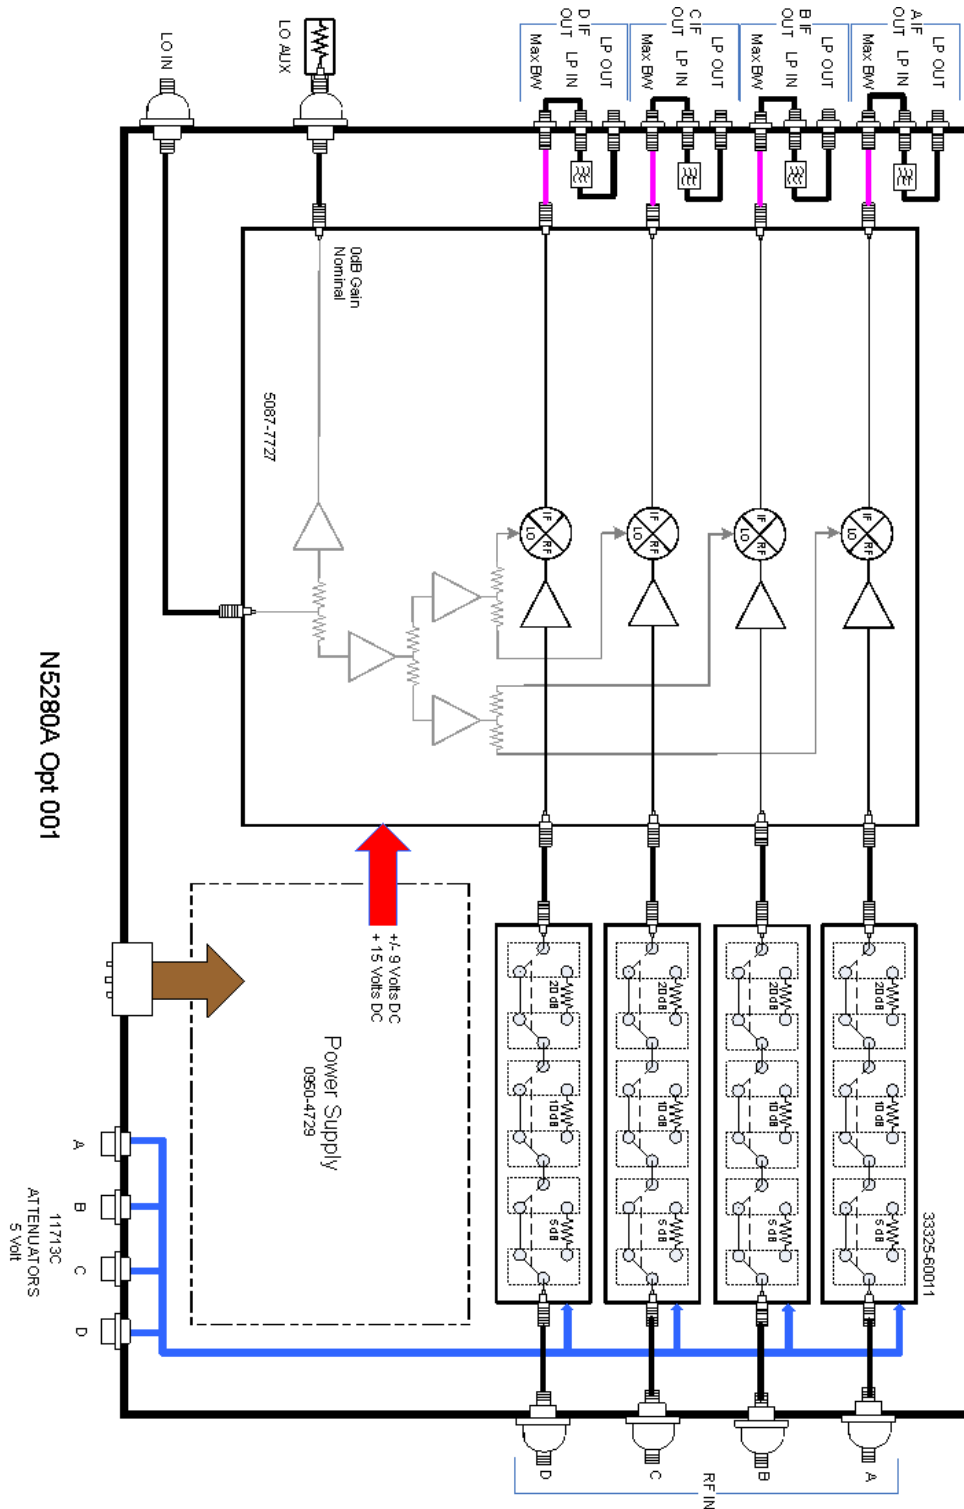 LO IN
LO AUX
D IF
OUT
LP OUT
LP IN
Max BW
C IF
OUT
LP OUT
LP IN
Max BW
B IF
OUT
LP OUT
LP IN
Max BW
A IF
OUT
LP OUT
LP IN
Max BW
0dB Gain
Nominal
5087-7727
IF
RF
LO
IF
RF
LO
IF
RF
LO
IF
RF
LO
N5280A Opt 001
+/- 9 Volts DC
+ 15 Volts DC
Power Supply
0950-4729
20 dB
10 dB
5 dB
20 dB
10 dB
5 dB
20 dB
10 dB
5 dB
20 dB
10 dB
5 dB
33325-60011
A
B
C
D
11713C
ATTENUATORS
5 Volt
D
C
B
A
RF IN